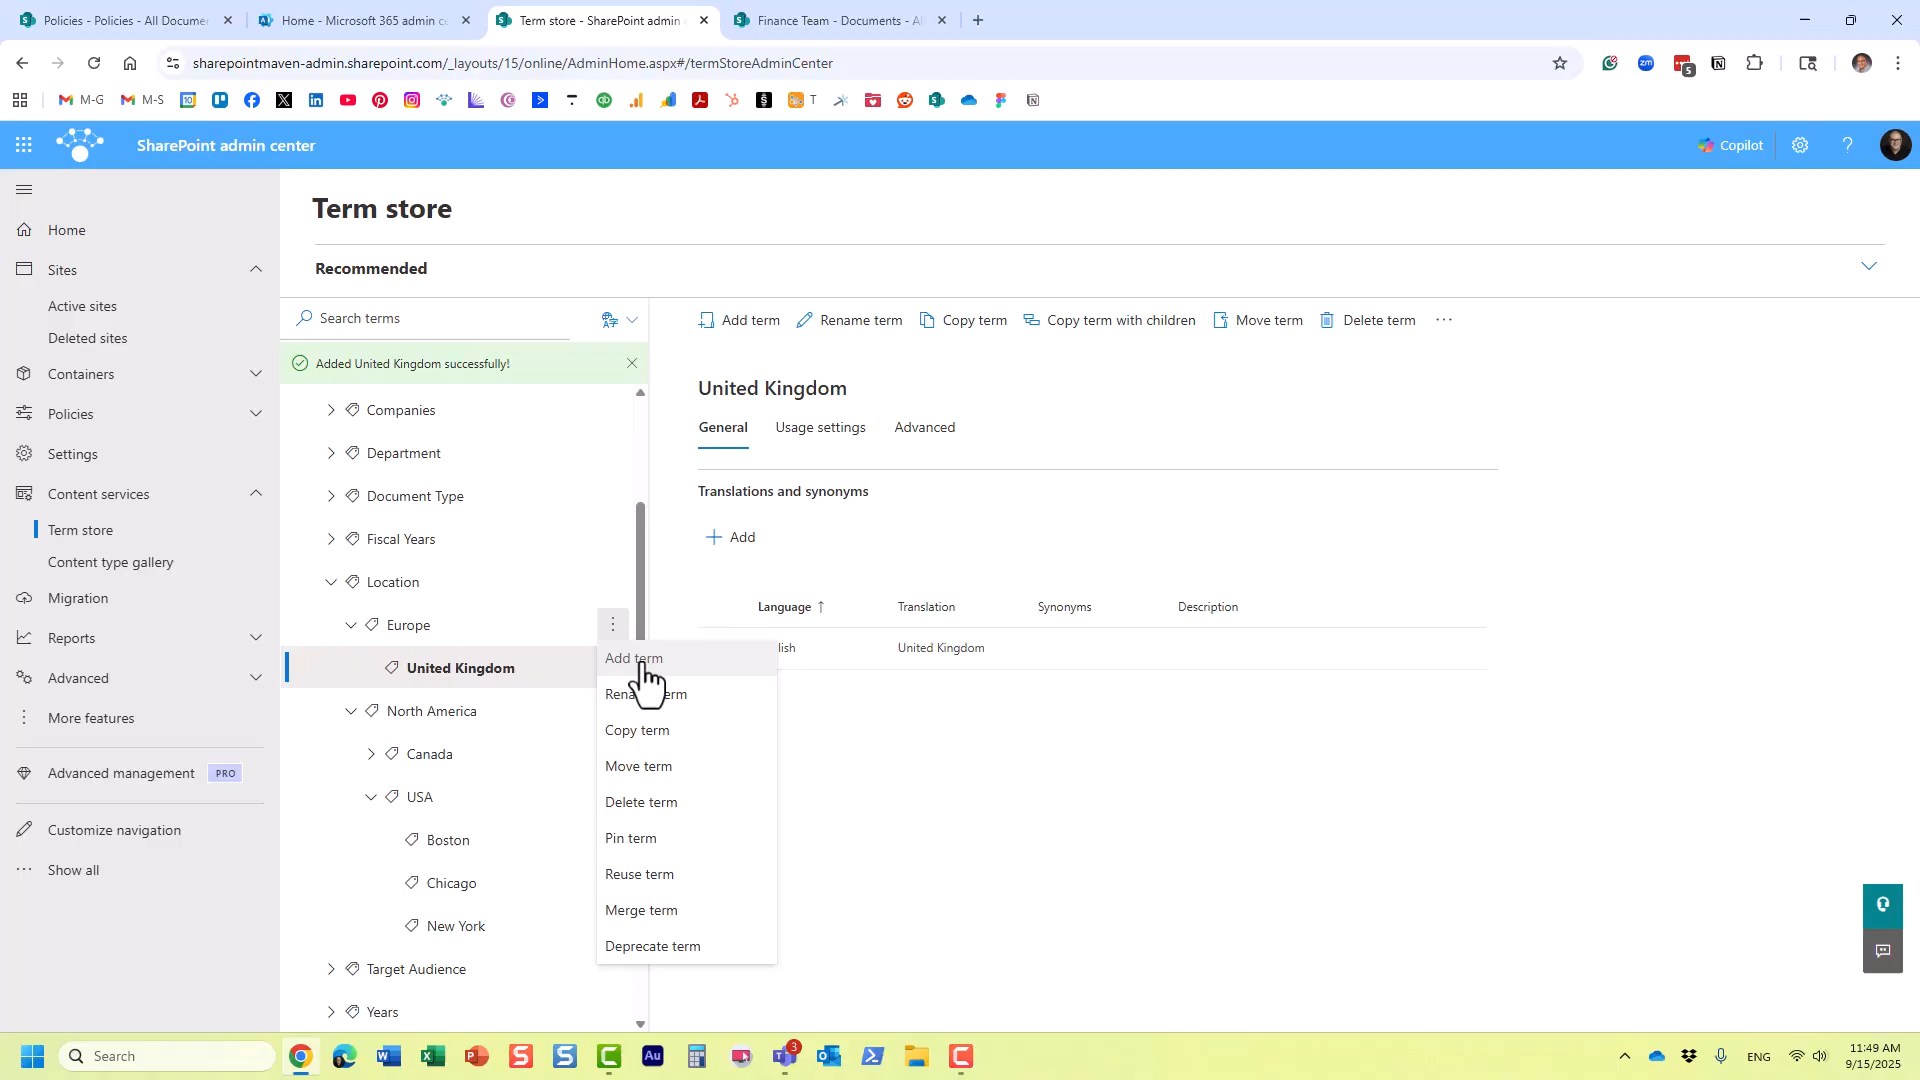 Policies - Policies - All Docume
Home - Microsoft 365 admin ce
Term store - SharePoint admin
Finance Team - Documents - Al
sharepointmaven-admin.sharepoint.com/_layouts/15/online/AdminHome.aspx#/termStoreAdminCenter
M-G
M-S
T
SharePoint admin center
Copilot
Home
Sites
Active sites
Deleted sites
Containers
Policies
Settings
Content services
Term store
Content type gallery
Migration
Reports
Advanced
More features
Advanced management PRO
Customize navigation
Show all
Term store
Recommended
Search terms
Added United Kingdom successfully!
Companies
Department
Document Type
Fiscal Years
Location
Europe
United Kingdom
North America
Canada
USA
Boston
Chicago
New York
Target Audience
Years
Add term
Rename term
Copy term
Move term
Delete term
Pin term
Reuse term
Merge term
Deprecate term
Add term Rename term Copy term Copy term with children Move term Delete term
United Kingdom
General Usage settings Advanced
Translations and synonyms
Add
Language Translation Synonyms Description
lish United Kingdom
Search
ENG
11:49 AM
9/15/2025